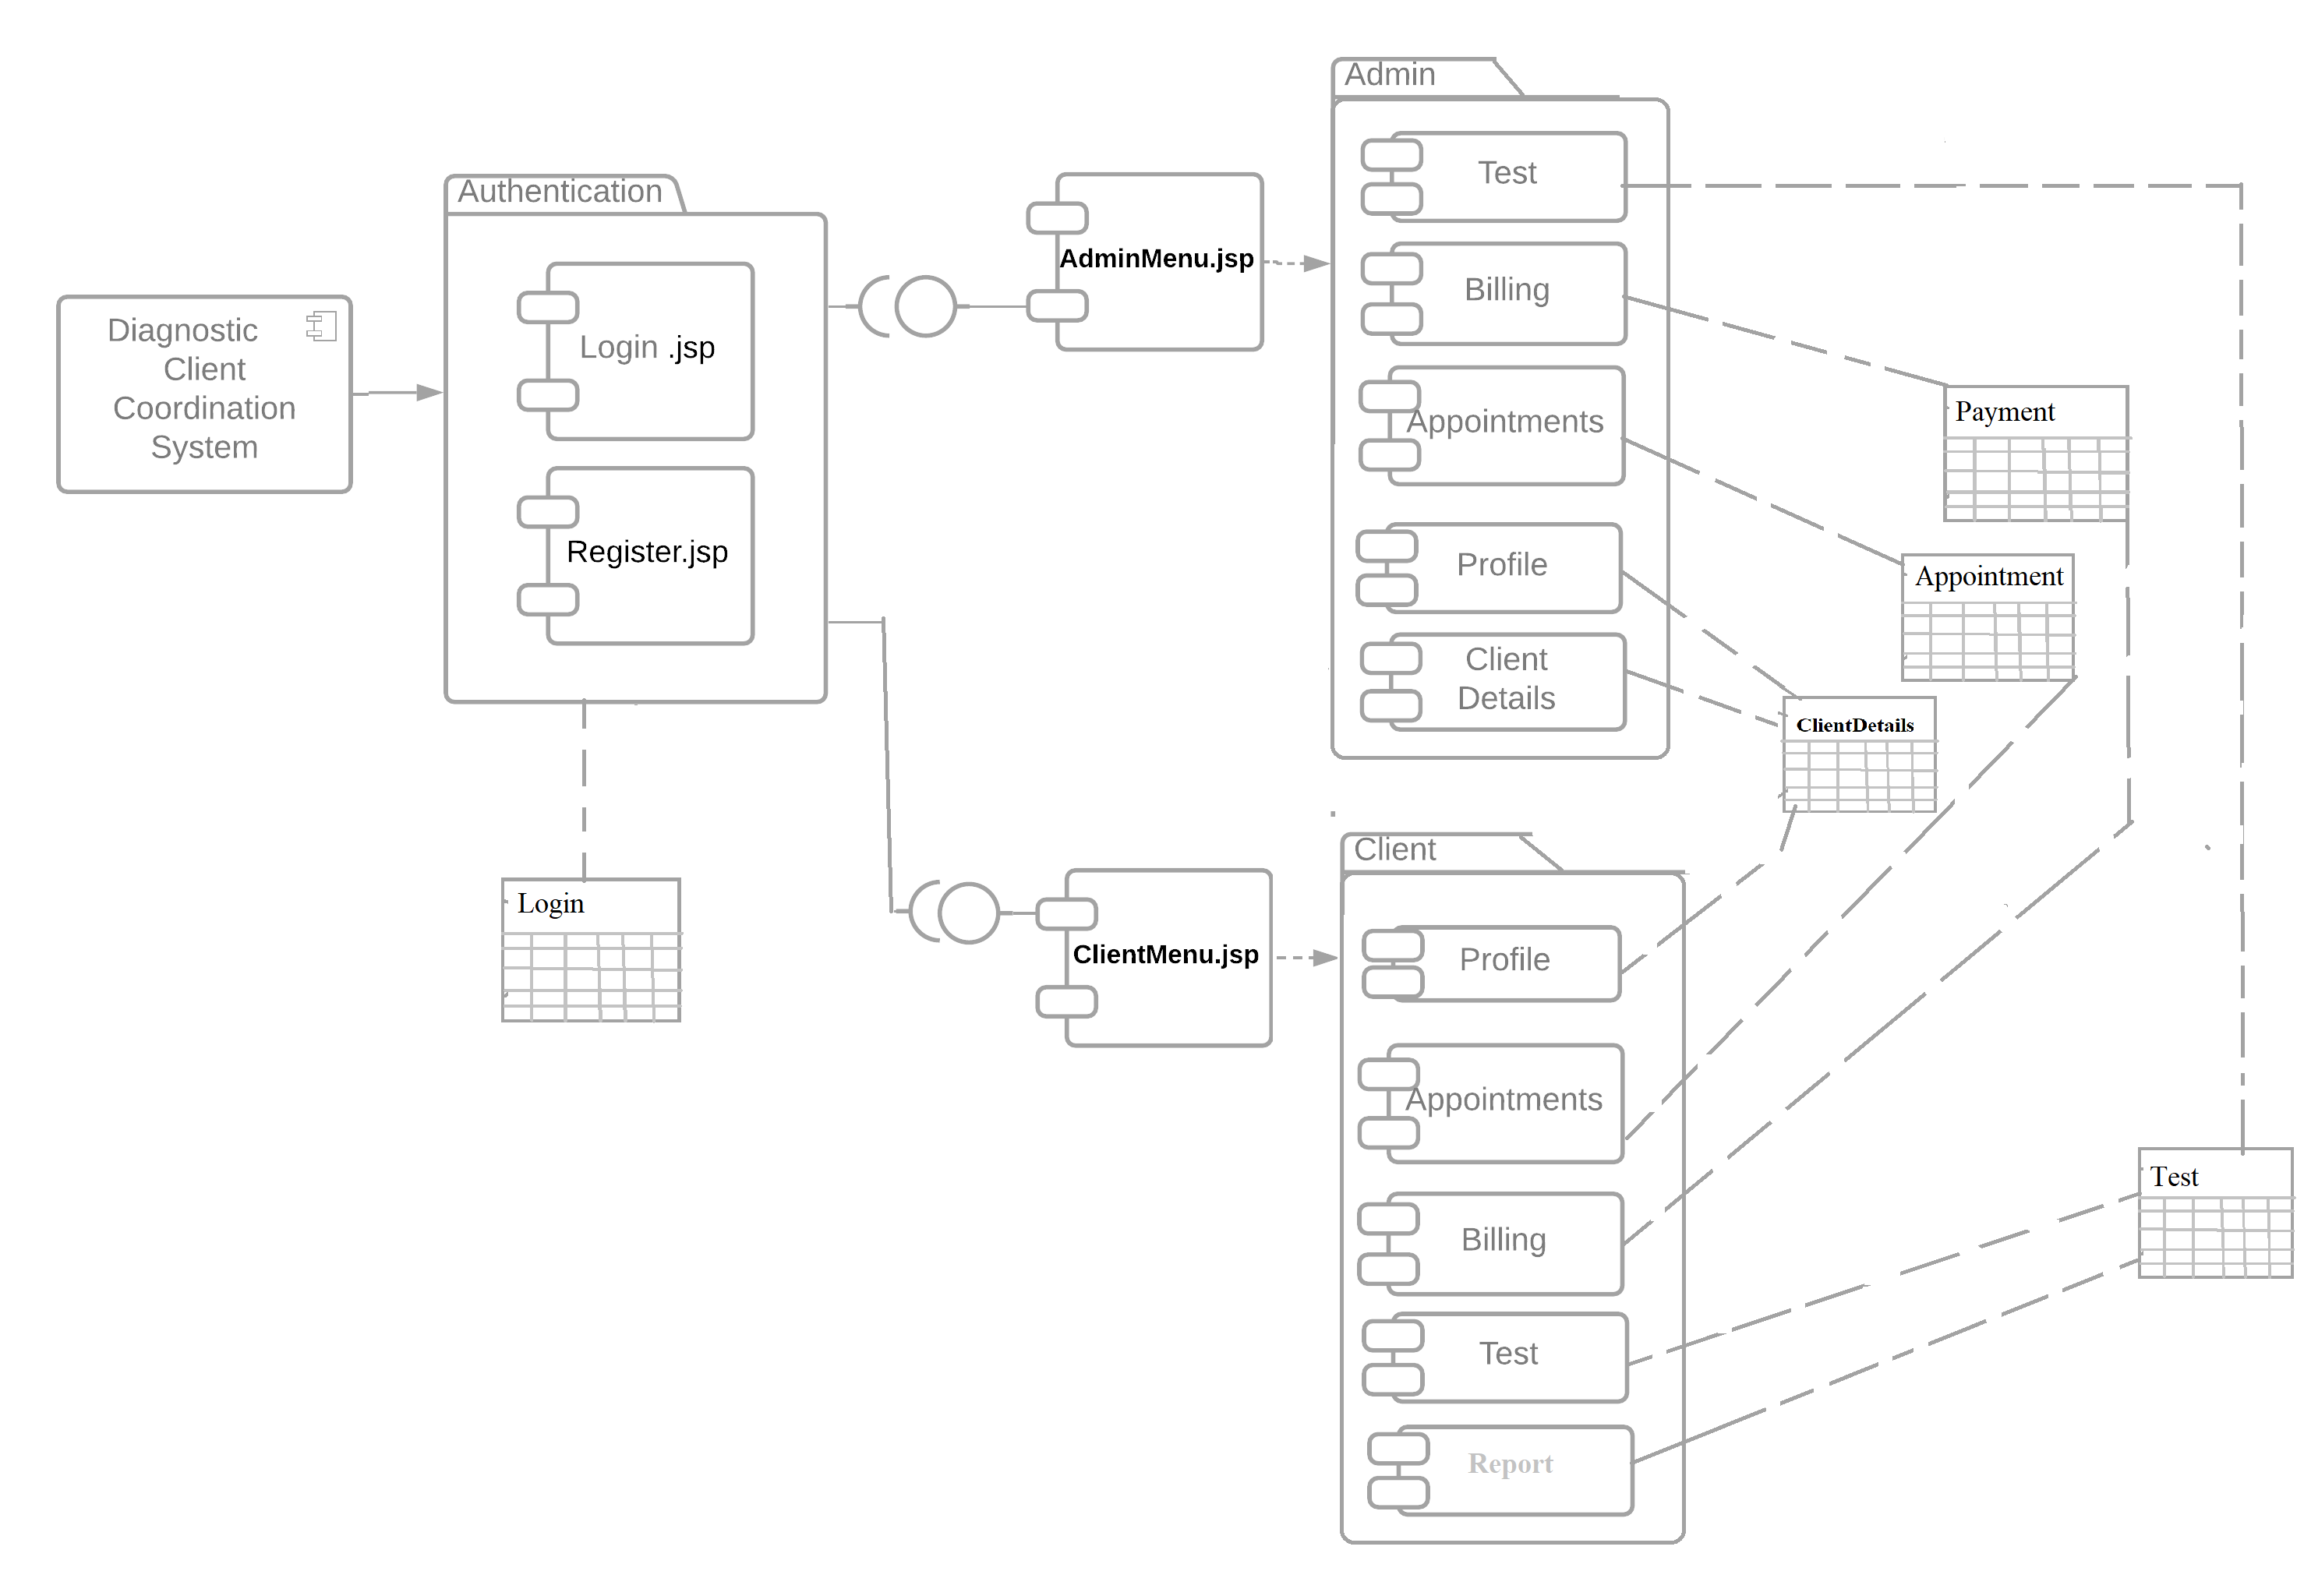 Diagnostic
Client
Coordination
System
Authentication
Login .jsp
Register.jsp
Login
AdminMenu.jsp
ClientMenu.jsp
Admin
Test
Billing
Appointments
Profile
Client
Details
Client
Profile
Appointments
Billing
Test
Report
Payment
Appointment
ClientDetails
Test